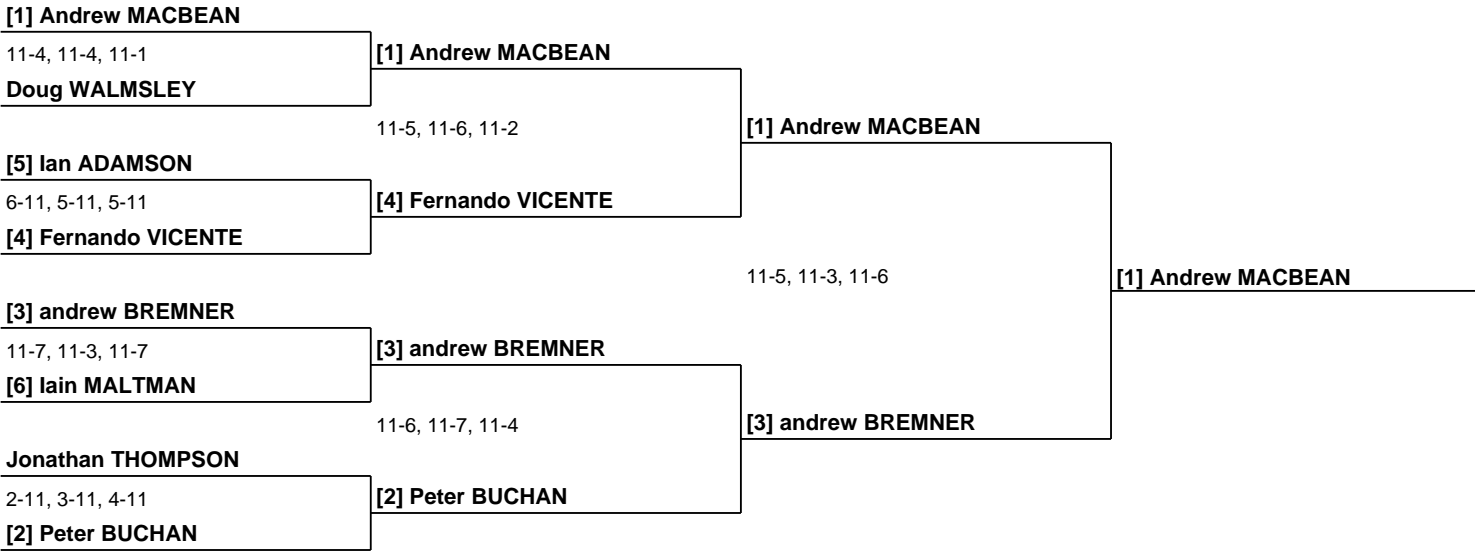 [1] Andrew MACBEAN
11-4, 11-4, 11-1
[1] Andrew MACBEAN
Doug WALMSLEY
11-5, 11-6, 11-2
[1] Andrew MACBEAN
[5] Ian ADAMSON
6-11, 5-11, 5-11
[4] Fernando VICENTE
[4] Fernando VICENTE
11-5, 11-3, 11-6
[1] Andrew MACBEAN
[3] andrew BREMNER
11-7, 11-3, 11-7
[3] andrew BREMNER
[6] Iain MALTMAN
11-6, 11-7, 11-4
[3] andrew BREMNER
Jonathan THOMPSON
2-11, 3-11, 4-11
[2] Peter BUCHAN
[2] Peter BUCHAN